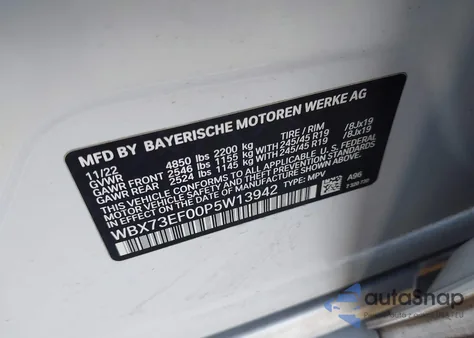 MFD BY BAYERISCHE MOTOREN WERKE AG
11/22
GVWR 4850 lbs 2200 kg TIRE / RIM
GAWR FRONT 2546 lbs 1155 kg WITH 245/45 R19 /8Jx19
GAWR REAR 2524 lbs 1145 kg WITH 245/45 R19 /8Jx19
THIS VEHICLE CONFORMS TO ALL APPLICABLE U.S. FEDERAL
MOTOR VEHICLE SAFETY STANDARDS IN EFFECT ON THE DATE OF
MANUFACTURE SHOWN ABOVE.
WBX73EF00P5W13942 TYPE: MPV
A96
autoSnap